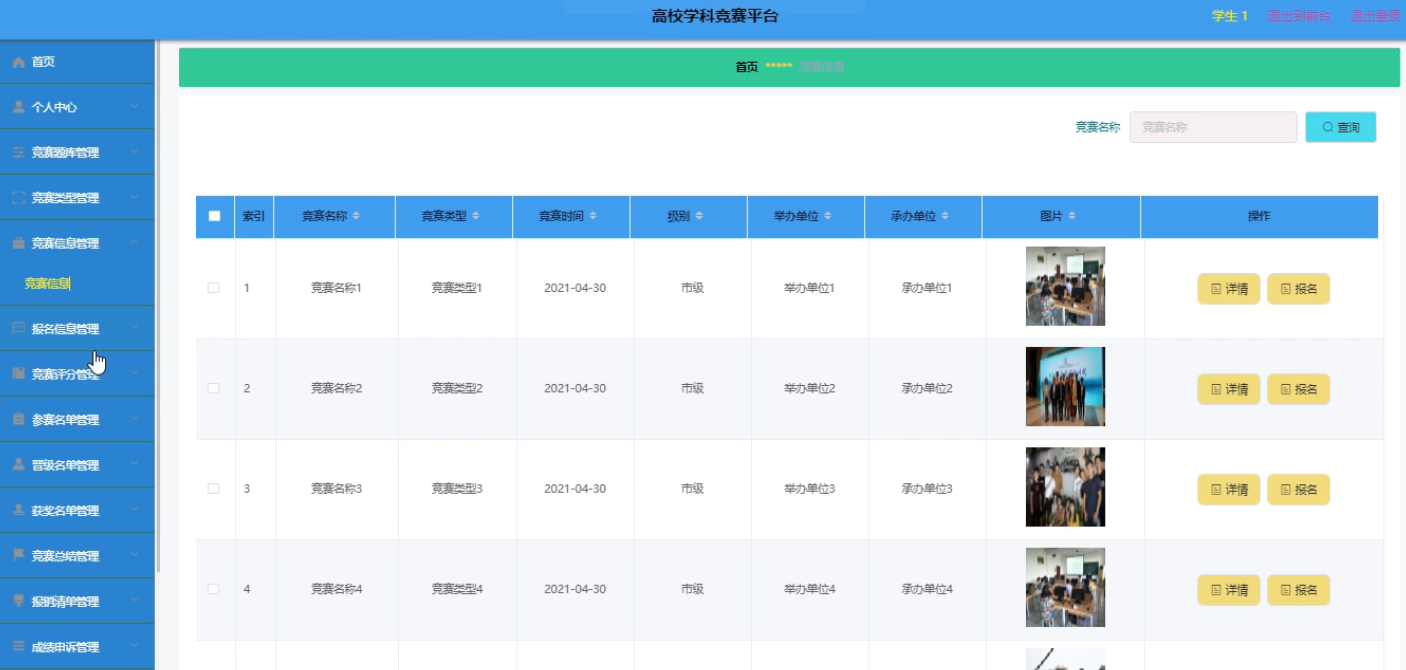 高校学科竞赛平台
学生 1 退出到前台 退出登录
首页
个人中心
竞赛题库管理
竞赛类型管理
竞赛信息管理
竞赛信息
报名信息管理
竞赛评分管理
参赛名单管理
晋级名单管理
获奖名单管理
竞赛总结管理
报销清单管理
成绩申诉管理
首页 ***** 竞赛信息
竞赛名称 竞赛名称 查询
索引 竞赛名称 竞赛类型 竞赛时间 级别 举办单位 承办单位 图片 操作
1 竞赛名称1 竞赛类型1 2021-04-30 市级 举办单位1 承办单位1 详情 报名
2 竞赛名称2 竞赛类型2 2021-04-30 市级 举办单位2 承办单位2 详情 报名
3 竞赛名称3 竞赛类型3 2021-04-30 市级 举办单位3 承办单位3 详情 报名
4 竞赛名称4 竞赛类型4 2021-04-30 市级 举办单位4 承办单位4 详情 报名